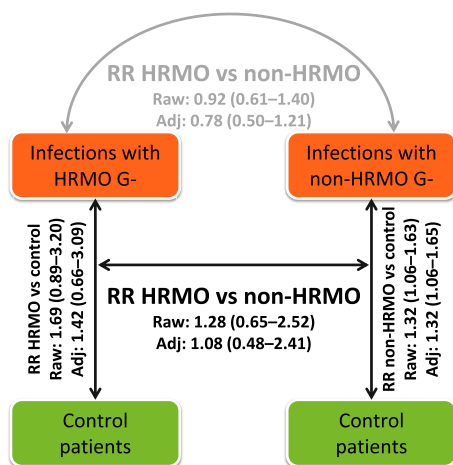 RR HRMO vs non-HRMO
Raw: 0.92 (0.61–1.40)
Adj: 0.78 (0.50–1.21)
Infections with
HRMO G-
Infections with
non-HRMO G-
RR HRMO vs control
Raw: 1.69 (0.89–3.20)
Adj: 1.42 (0.66–3.09)
RR HRMO vs non-HRMO
Raw: 1.28 (0.65–2.52)
Adj: 1.08 (0.48–2.41)
RR non-HRMO vs control
Raw: 1.32 (1.06–1.63)
Adj: 1.32 (1.06–1.65)
Control
patients
Control
patients